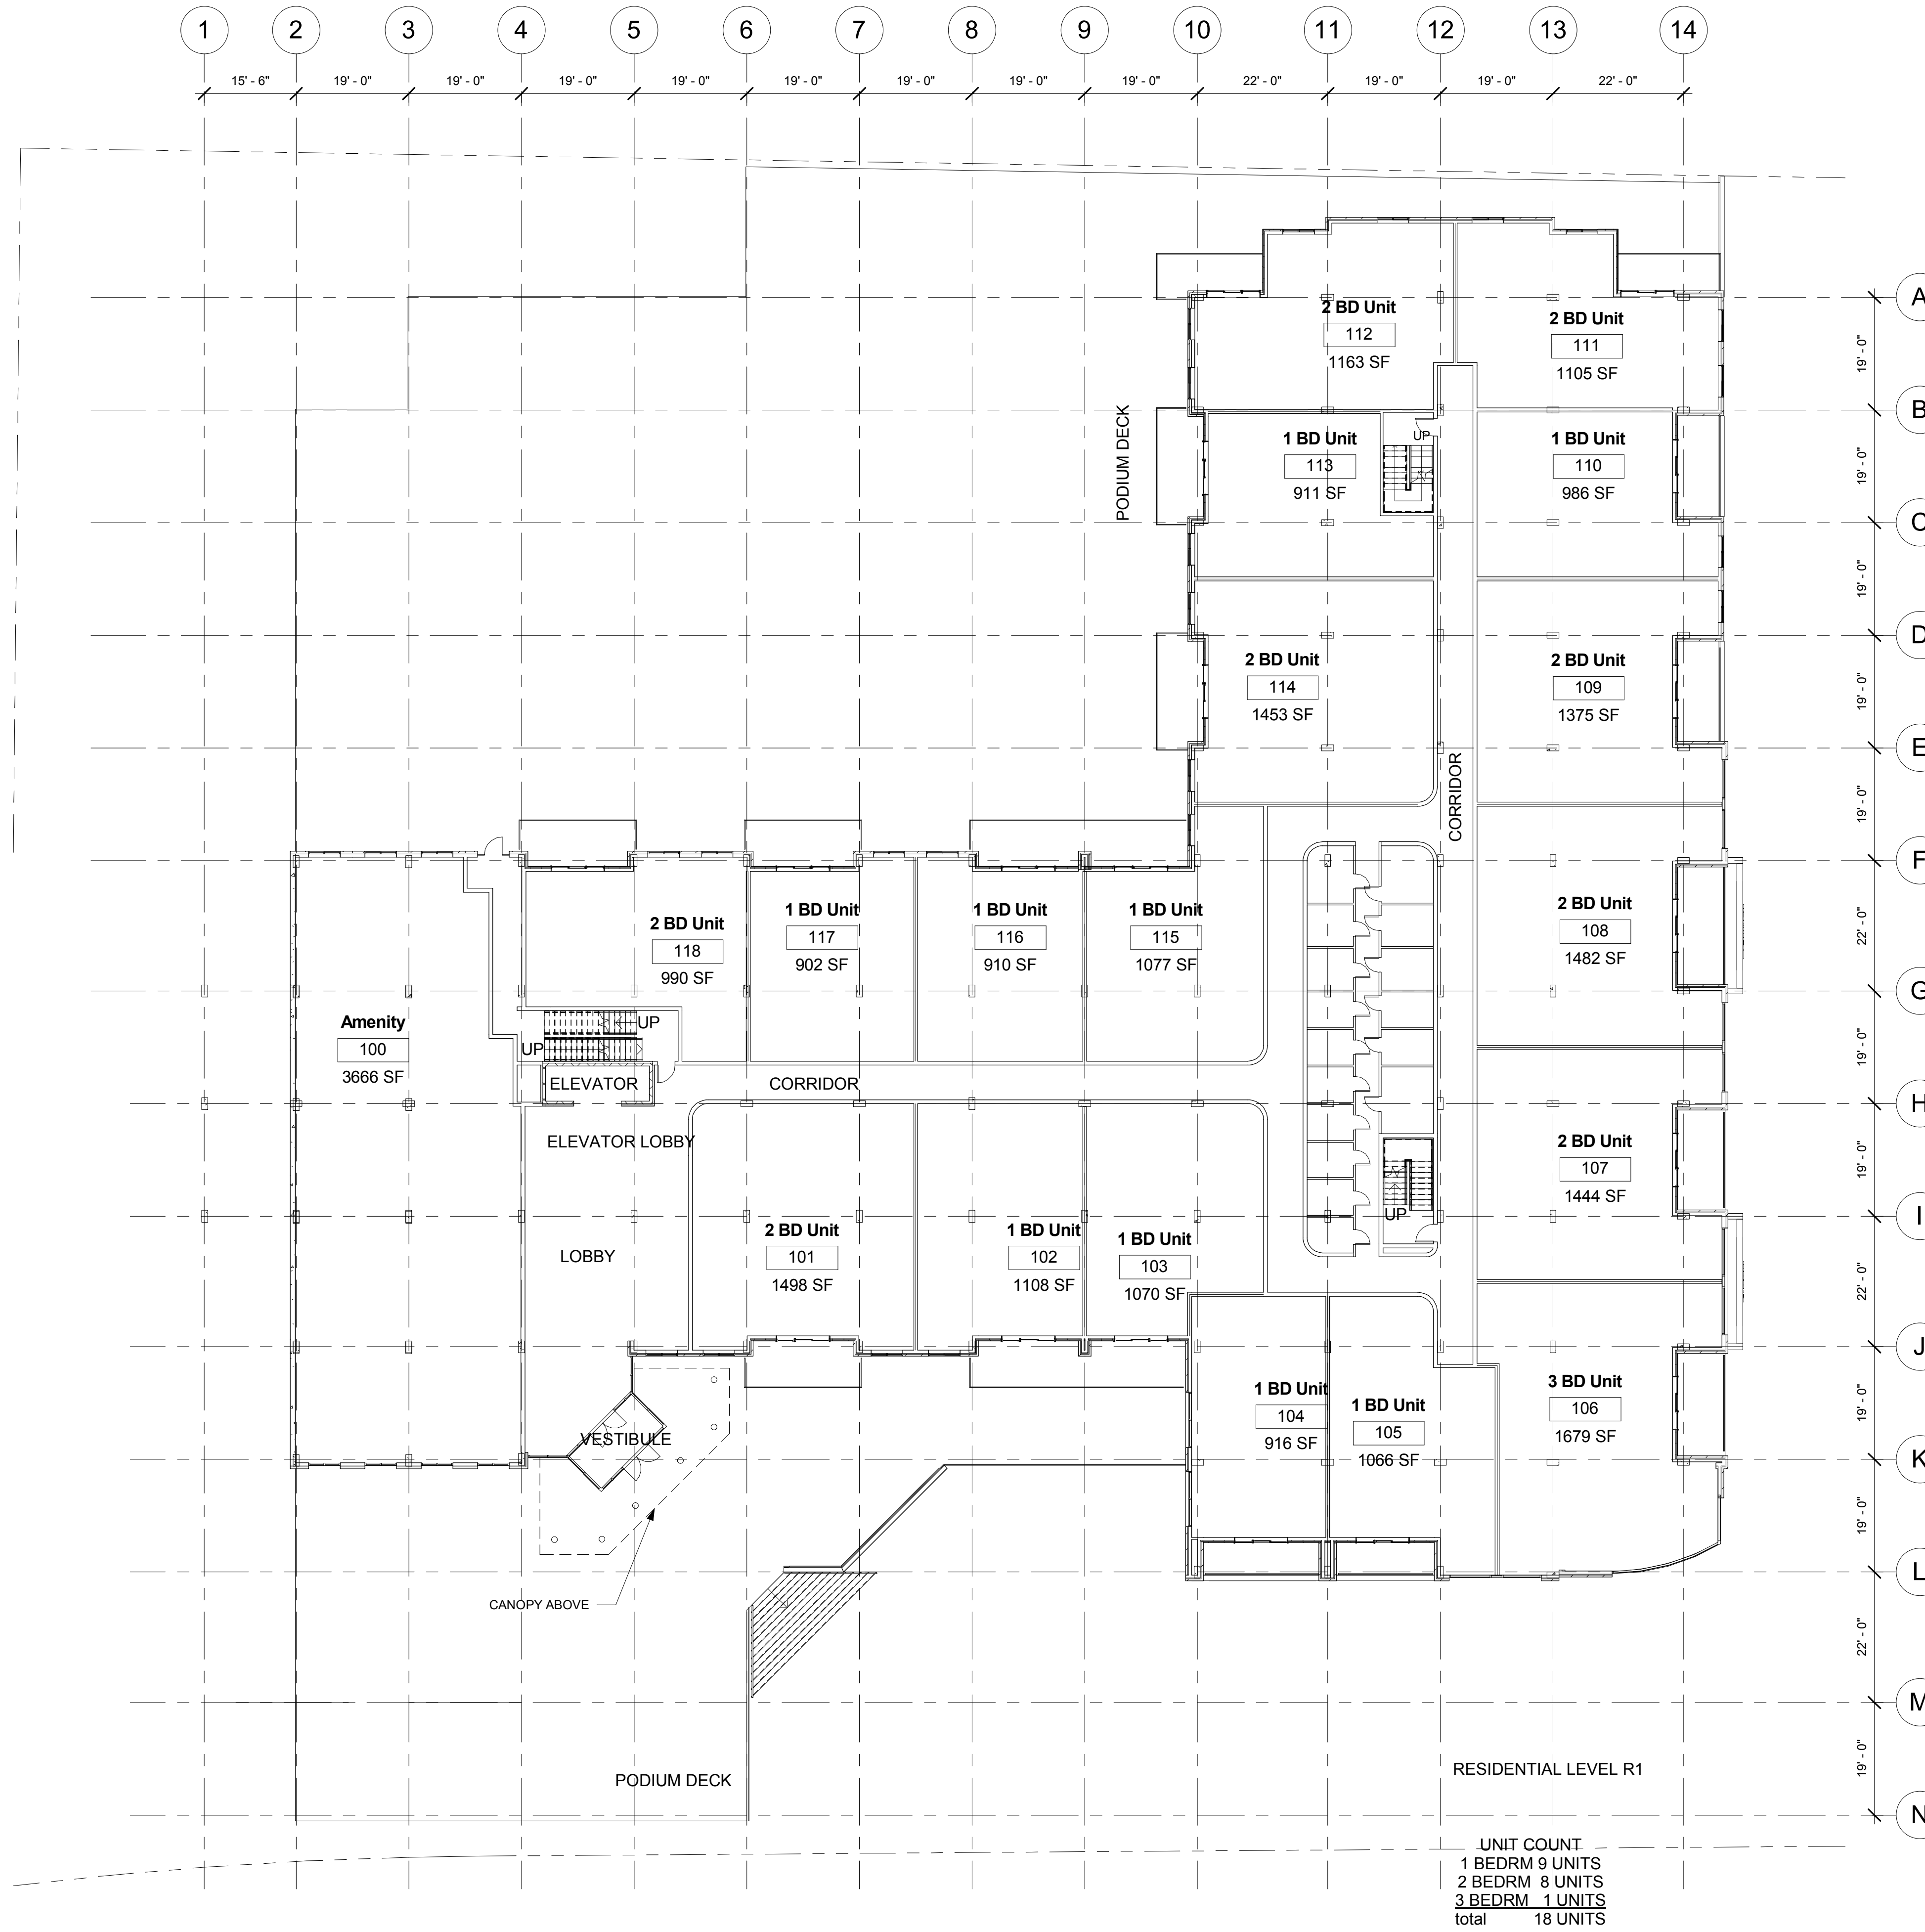 1 2 3 4 5 6 7 8 9 10 11 12 13 14
15' - 6" 19' - 0" 19' - 0" 19' - 0" 19' - 0" 19' - 0" 19' - 0" 19' - 0" 19' - 0" 22' - 0" 19' - 0" 19' - 0" 22' - 0"
A
19' - 0"
B
19' - 0"
C
19' - 0"
D
19' - 0"
E
19' - 0"
F
22' - 0"
G
19' - 0"
H
19' - 0"
I
22' - 0"
J
19' - 0"
K
19' - 0"
L
22' - 0"
M
19' - 0"
N
2 BD Unit
112
1163 SF
2 BD Unit
111
1105 SF
PODIUM DECK
1 BD Unit
113
911 SF
UP
1 BD Unit
110
986 SF
2 BD Unit
114
1453 SF
2 BD Unit
109
1375 SF
CORRIDOR
2 BD Unit
118
990 SF
1 BD Unit
117
902 SF
1 BD Unit
116
910 SF
1 BD Unit
115
1077 SF
2 BD Unit
108
1482 SF
Amenity
100
3666 SF
UP
UP
ELEVATOR
CORRIDOR
ELEVATOR LOBBY
LOBBY
2 BD Unit
101
1498 SF
1 BD Unit
102
1108 SF
1 BD Unit
103
1070 SF
UP
2 BD Unit
107
1444 SF
1 BD Unit
104
916 SF
1 BD Unit
105
1066 SF
3 BD Unit
106
1679 SF
VESTIBULE
CANOPY ABOVE
PODIUM DECK
RESIDENTIAL LEVEL R1
UNIT COUNT
1 BEDRM 9 UNITS
2 BEDRM 8 UNITS
3 BEDRM 1 UNITS
total 18 UNITS